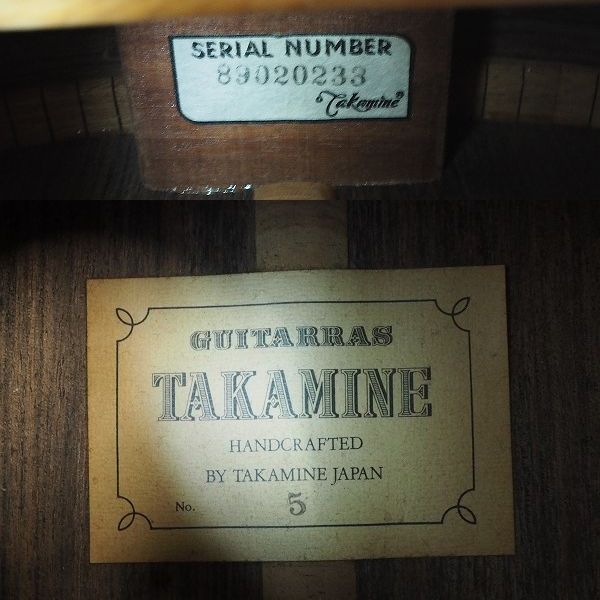 SERIAL NUMBER
89020233
Takamine
GUITARRAS
TAKAMINE
HANDCRAFTED
BY TAKAMINE JAPAN
No. 5